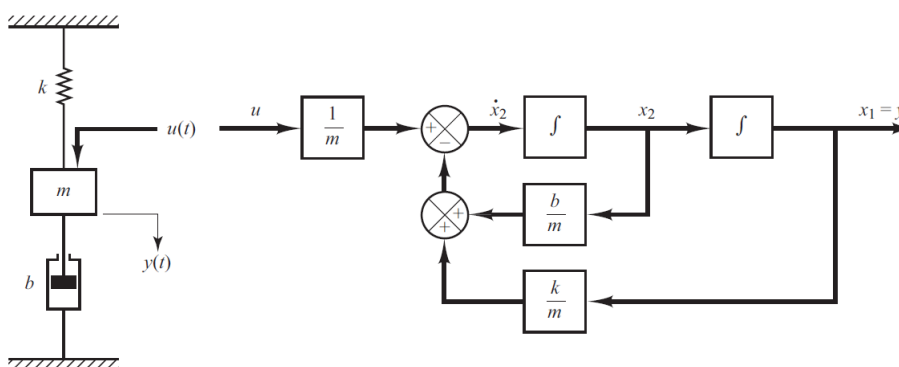 k
u(t)
m
y(t)
b
u
1
m
+
−
ẋ₂
∫
x₂
∫
x₁ = y
+
+
b
m
k
m